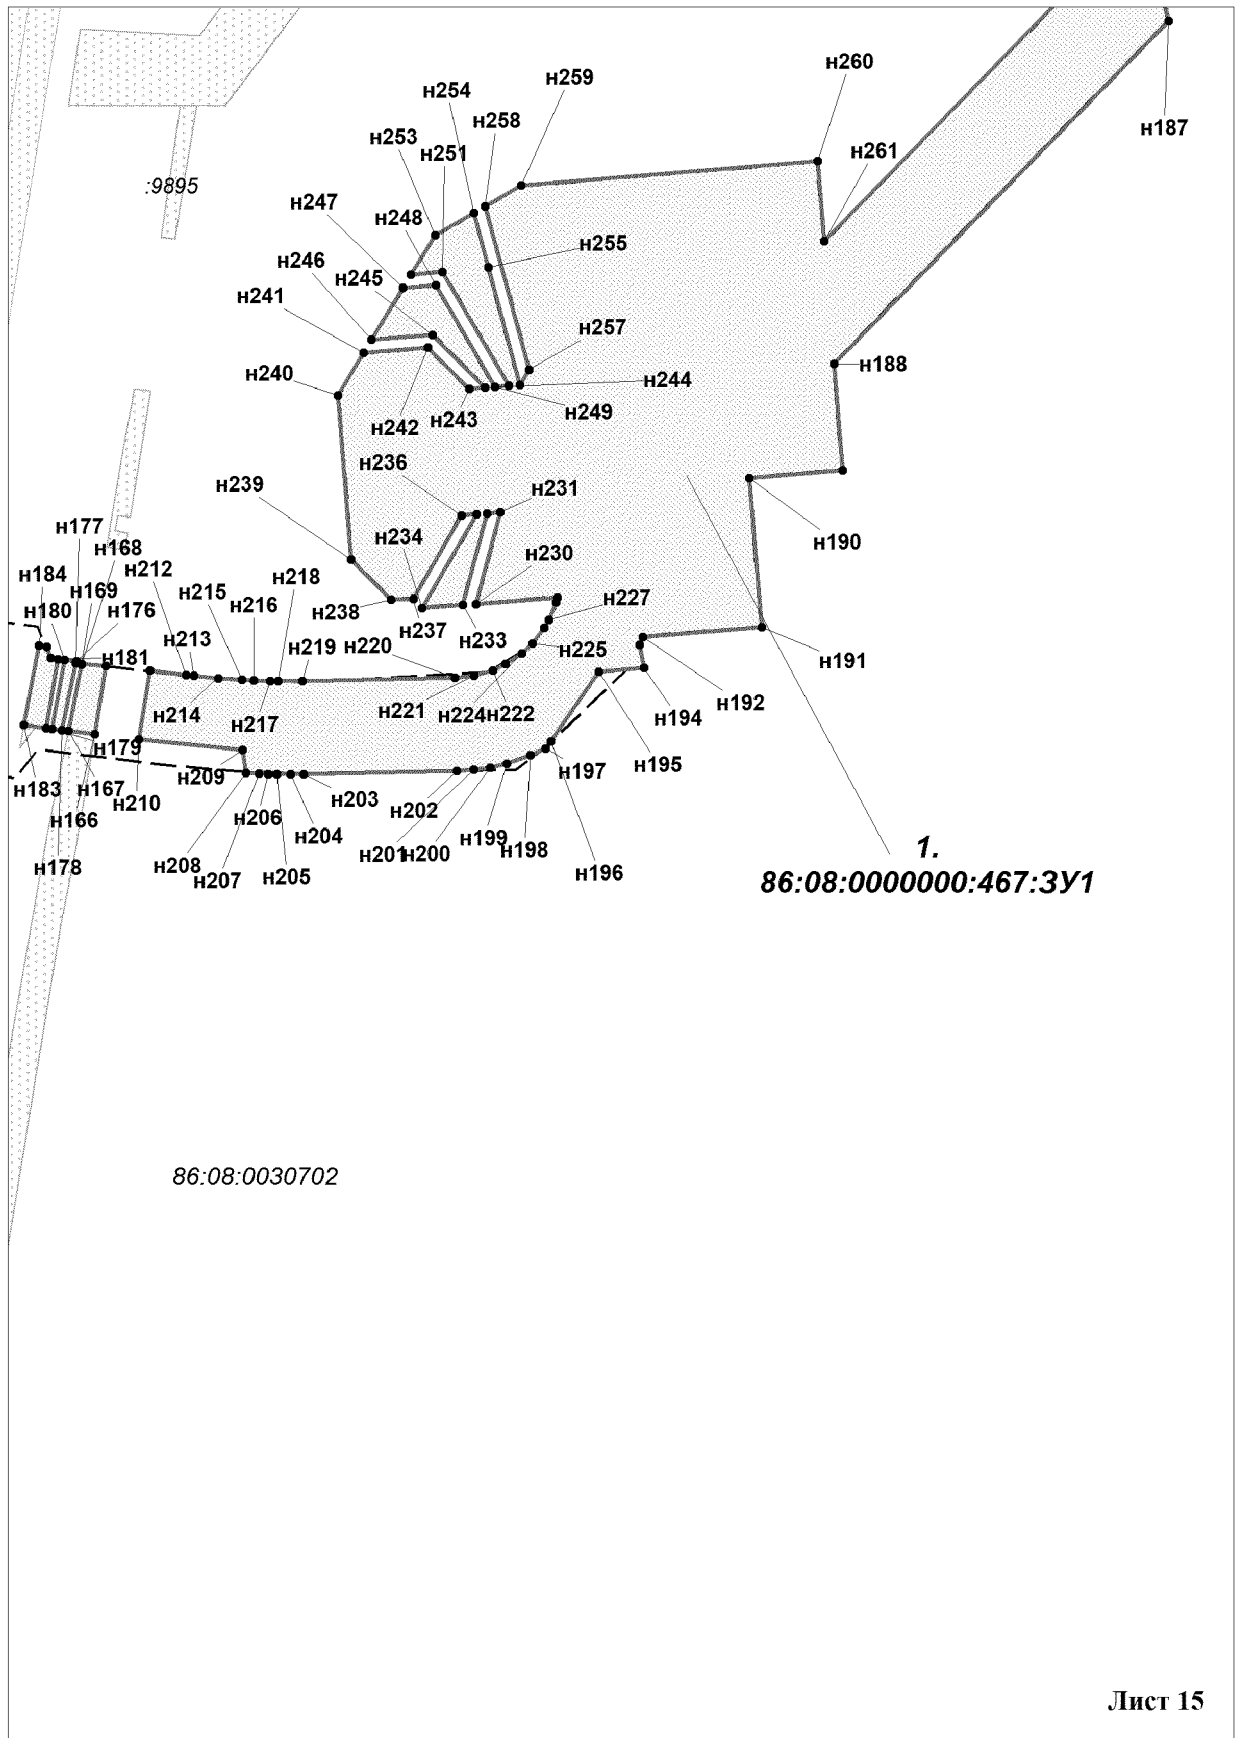 н260
н259
н254
н258
н187
н253
н251
н261
:9895
н247
н248
н255
н246
н245
н241
н257
н188
н240
н244
н249
н242
н243
н236
н239
н231
н177
н234
н190
н168
н212
н184
н169
н215
н218
н230
н180
н176
н216
н238
н237
н233
н227
н213
н219
н220
н225
н181
н191
н192
н214
н217
н221
н224
н222
н194
н179
н209
н197
н195
н183
н167
н210
н203
н202
н166
н206
н204
н199
н198
н201
н200
н178
н208
н207
н205
н196
1.
86:08:0000000:467:ЗУ1
86:08:0030702
Лист 15